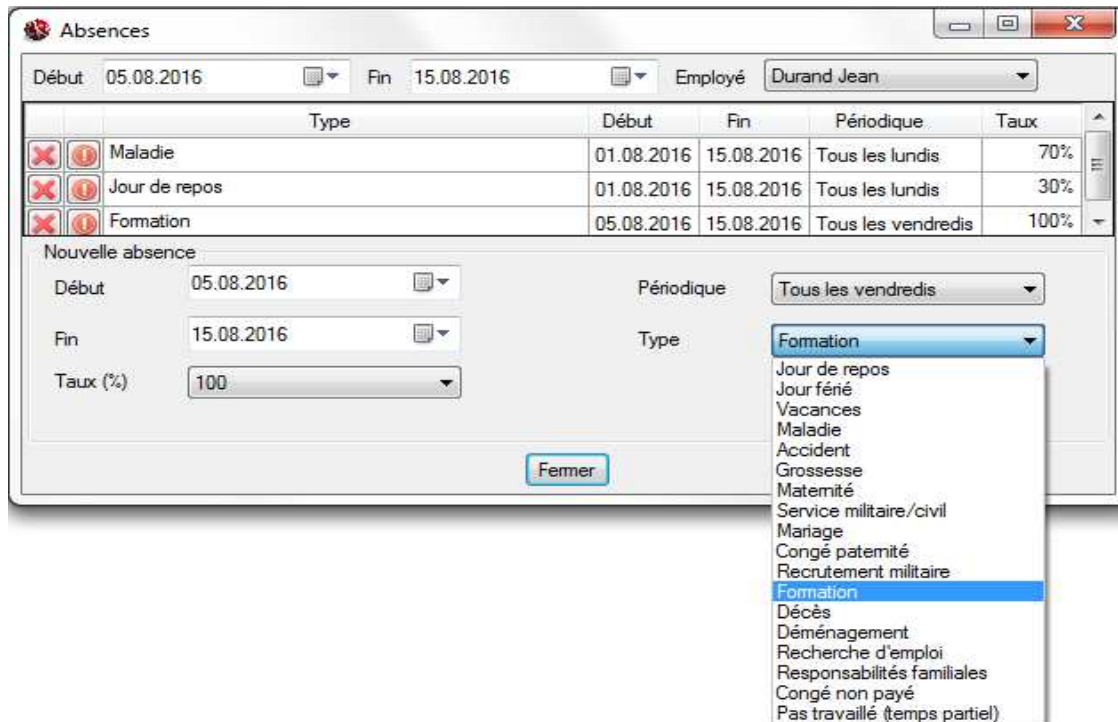 Absences
Début 05.08.2016 Fin 15.08.2016 Employé Durand Jean
Type Début Fin Périodique Taux
Maladie 01.08.2016 15.08.2016 Tous les lundis 70%
Jour de repos 01.08.2016 15.08.2016 Tous les lundis 30%
Formation 05.08.2016 15.08.2016 Tous les vendredis 100%
Nouvelle absence
Début 05.08.2016 Périodique Tous les vendredis
Fin 15.08.2016 Type Formation
Taux (%) 100
Jour de repos
Jour férié
Vacances
Maladie
Accident
Grossesse
Maternité
Service militaire/civil
Mariage
Congé paternité
Recrutement militaire
Formation
Décès
Déménagement
Recherche d'emploi
Responsabilités familiales
Congé non payé
Pas travaillé (temps partiel)
Fermer